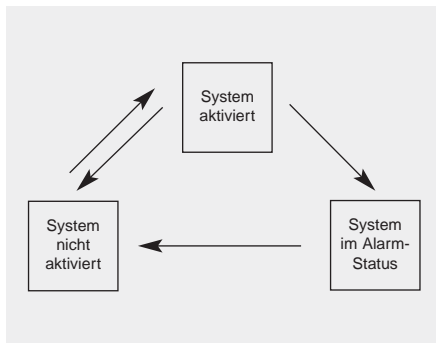 System
aktiviert
System
nicht
aktiviert
System
im Alarm-
Status